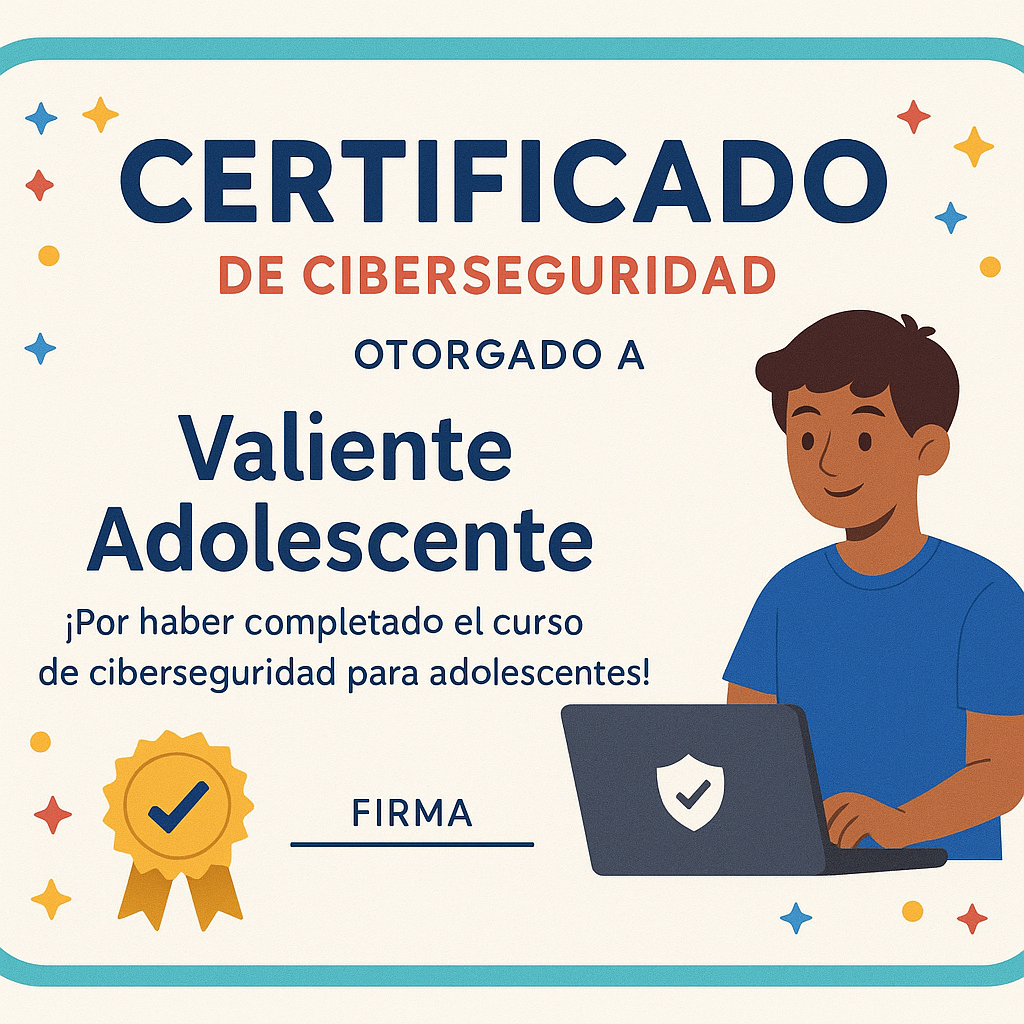 CERTIFICADO
DE CIBERSEGURIDAD
OTORGADO A
Valiente
Adolescente
¡Por haber completado el curso
de ciberseguridad para adolescentes!
FIRMA